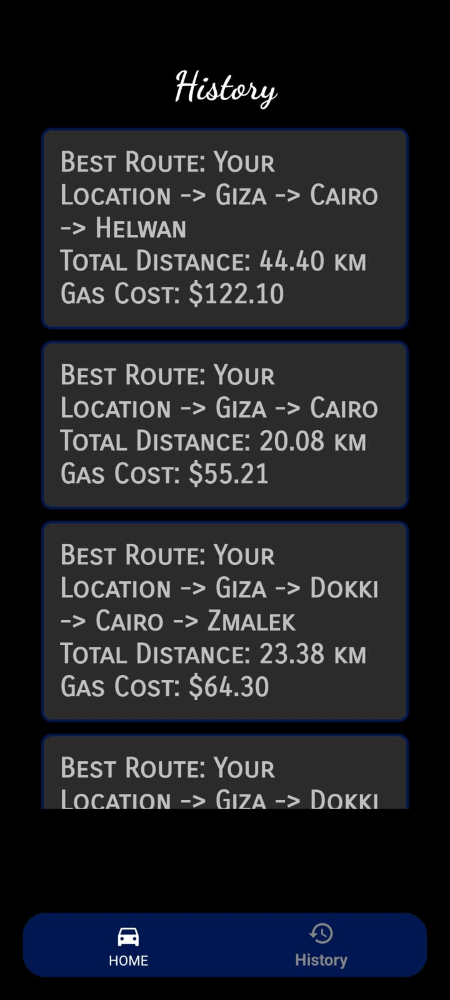 History
Best Route: Your
Location -> Giza -> Cairo
-> Helwan
Total Distance: 44.40 km
Gas Cost: $122.10
Best Route: Your
Location -> Giza -> Cairo
Total Distance: 20.08 km
Gas Cost: $55.21
Best Route: Your
Location -> Giza -> Dokki
-> Cairo -> Zmalek
Total Distance: 23.38 km
Gas Cost: $64.30
Best Route: Your
Location -> Giza -> Dokki
HOME
History